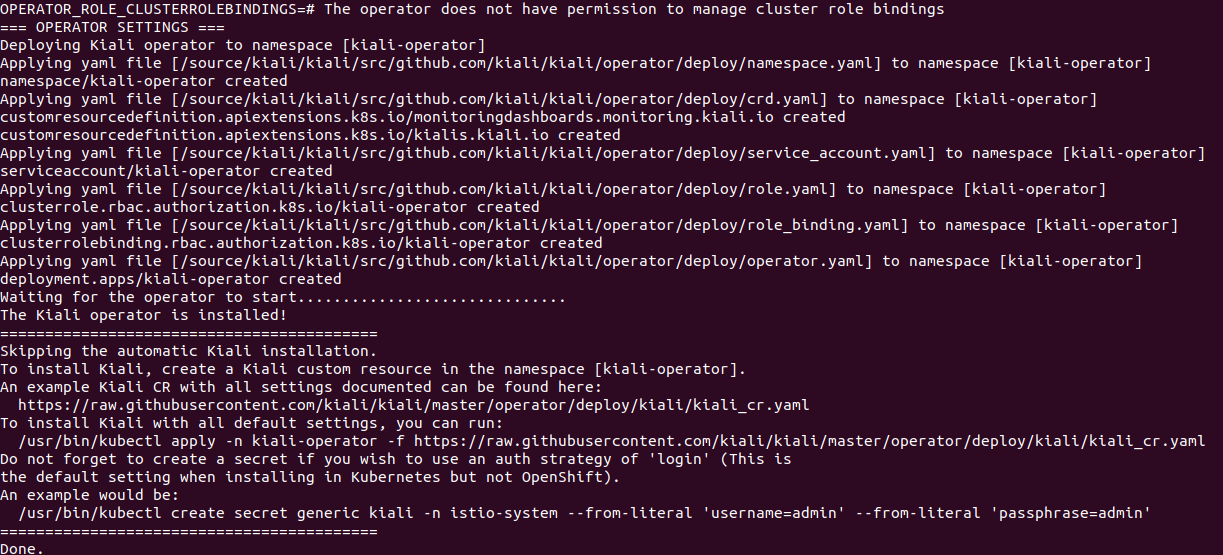 OPERATOR_ROLE_CLUSTERROLEBINDINGS=# The operator does not have permission to manage cluster role bindings
=== OPERATOR SETTINGS ===
Deploying Kiali operator to namespace [kiali-operator]
Applying yaml file [/source/kiali/kiali/src/github.com/kiali/kiali/operator/deploy/namespace.yaml] to namespace [kiali-operator]
namespace/kiali-operator created
Applying yaml file [/source/kiali/kiali/src/github.com/kiali/kiali/operator/deploy/crd.yaml] to namespace [kiali-operator]
customresourcedefinition.apiextensions.k8s.io/monitoringdashboards.monitoring.kiali.io created
customresourcedefinition.apiextensions.k8s.io/kialis.kiali.io created
Applying yaml file [/source/kiali/kiali/src/github.com/kiali/kiali/operator/deploy/service_account.yaml] to namespace [kiali-operator]
serviceaccount/kiali-operator created
Applying yaml file [/source/kiali/kiali/src/github.com/kiali/kiali/operator/deploy/role.yaml] to namespace [kiali-operator]
clusterrole.rbac.authorization.k8s.io/kiali-operator created
Applying yaml file [/source/kiali/kiali/src/github.com/kiali/kiali/operator/deploy/role_binding.yaml] to namespace [kiali-operator]
clusterrolebinding.rbac.authorization.k8s.io/kiali-operator created
Applying yaml file [/source/kiali/kiali/src/github.com/kiali/kiali/operator/deploy/operator.yaml] to namespace [kiali-operator]
deployment.apps/kiali-operator created
Waiting for the operator to start..............................
The Kiali operator is installed!
==========================================
Skipping the automatic Kiali installation.
To install Kiali, create a Kiali custom resource in the namespace [kiali-operator].
An example Kiali CR with all settings documented can be found here:
  https://raw.githubusercontent.com/kiali/kiali/master/operator/deploy/kiali/kiali_cr.yaml
To install Kiali with all default settings, you can run:
  /usr/bin/kubectl apply -n kiali-operator -f https://raw.githubusercontent.com/kiali/kiali/master/operator/deploy/kiali/kiali_cr.yaml
Do not forget to create a secret if you wish to use an auth strategy of 'login' (This is
the default setting when installing in Kubernetes but not OpenShift).
An example would be:
  /usr/bin/kubectl create secret generic kiali -n istio-system --from-literal 'username=admin' --from-literal 'passphrase=admin'
==========================================
Done.